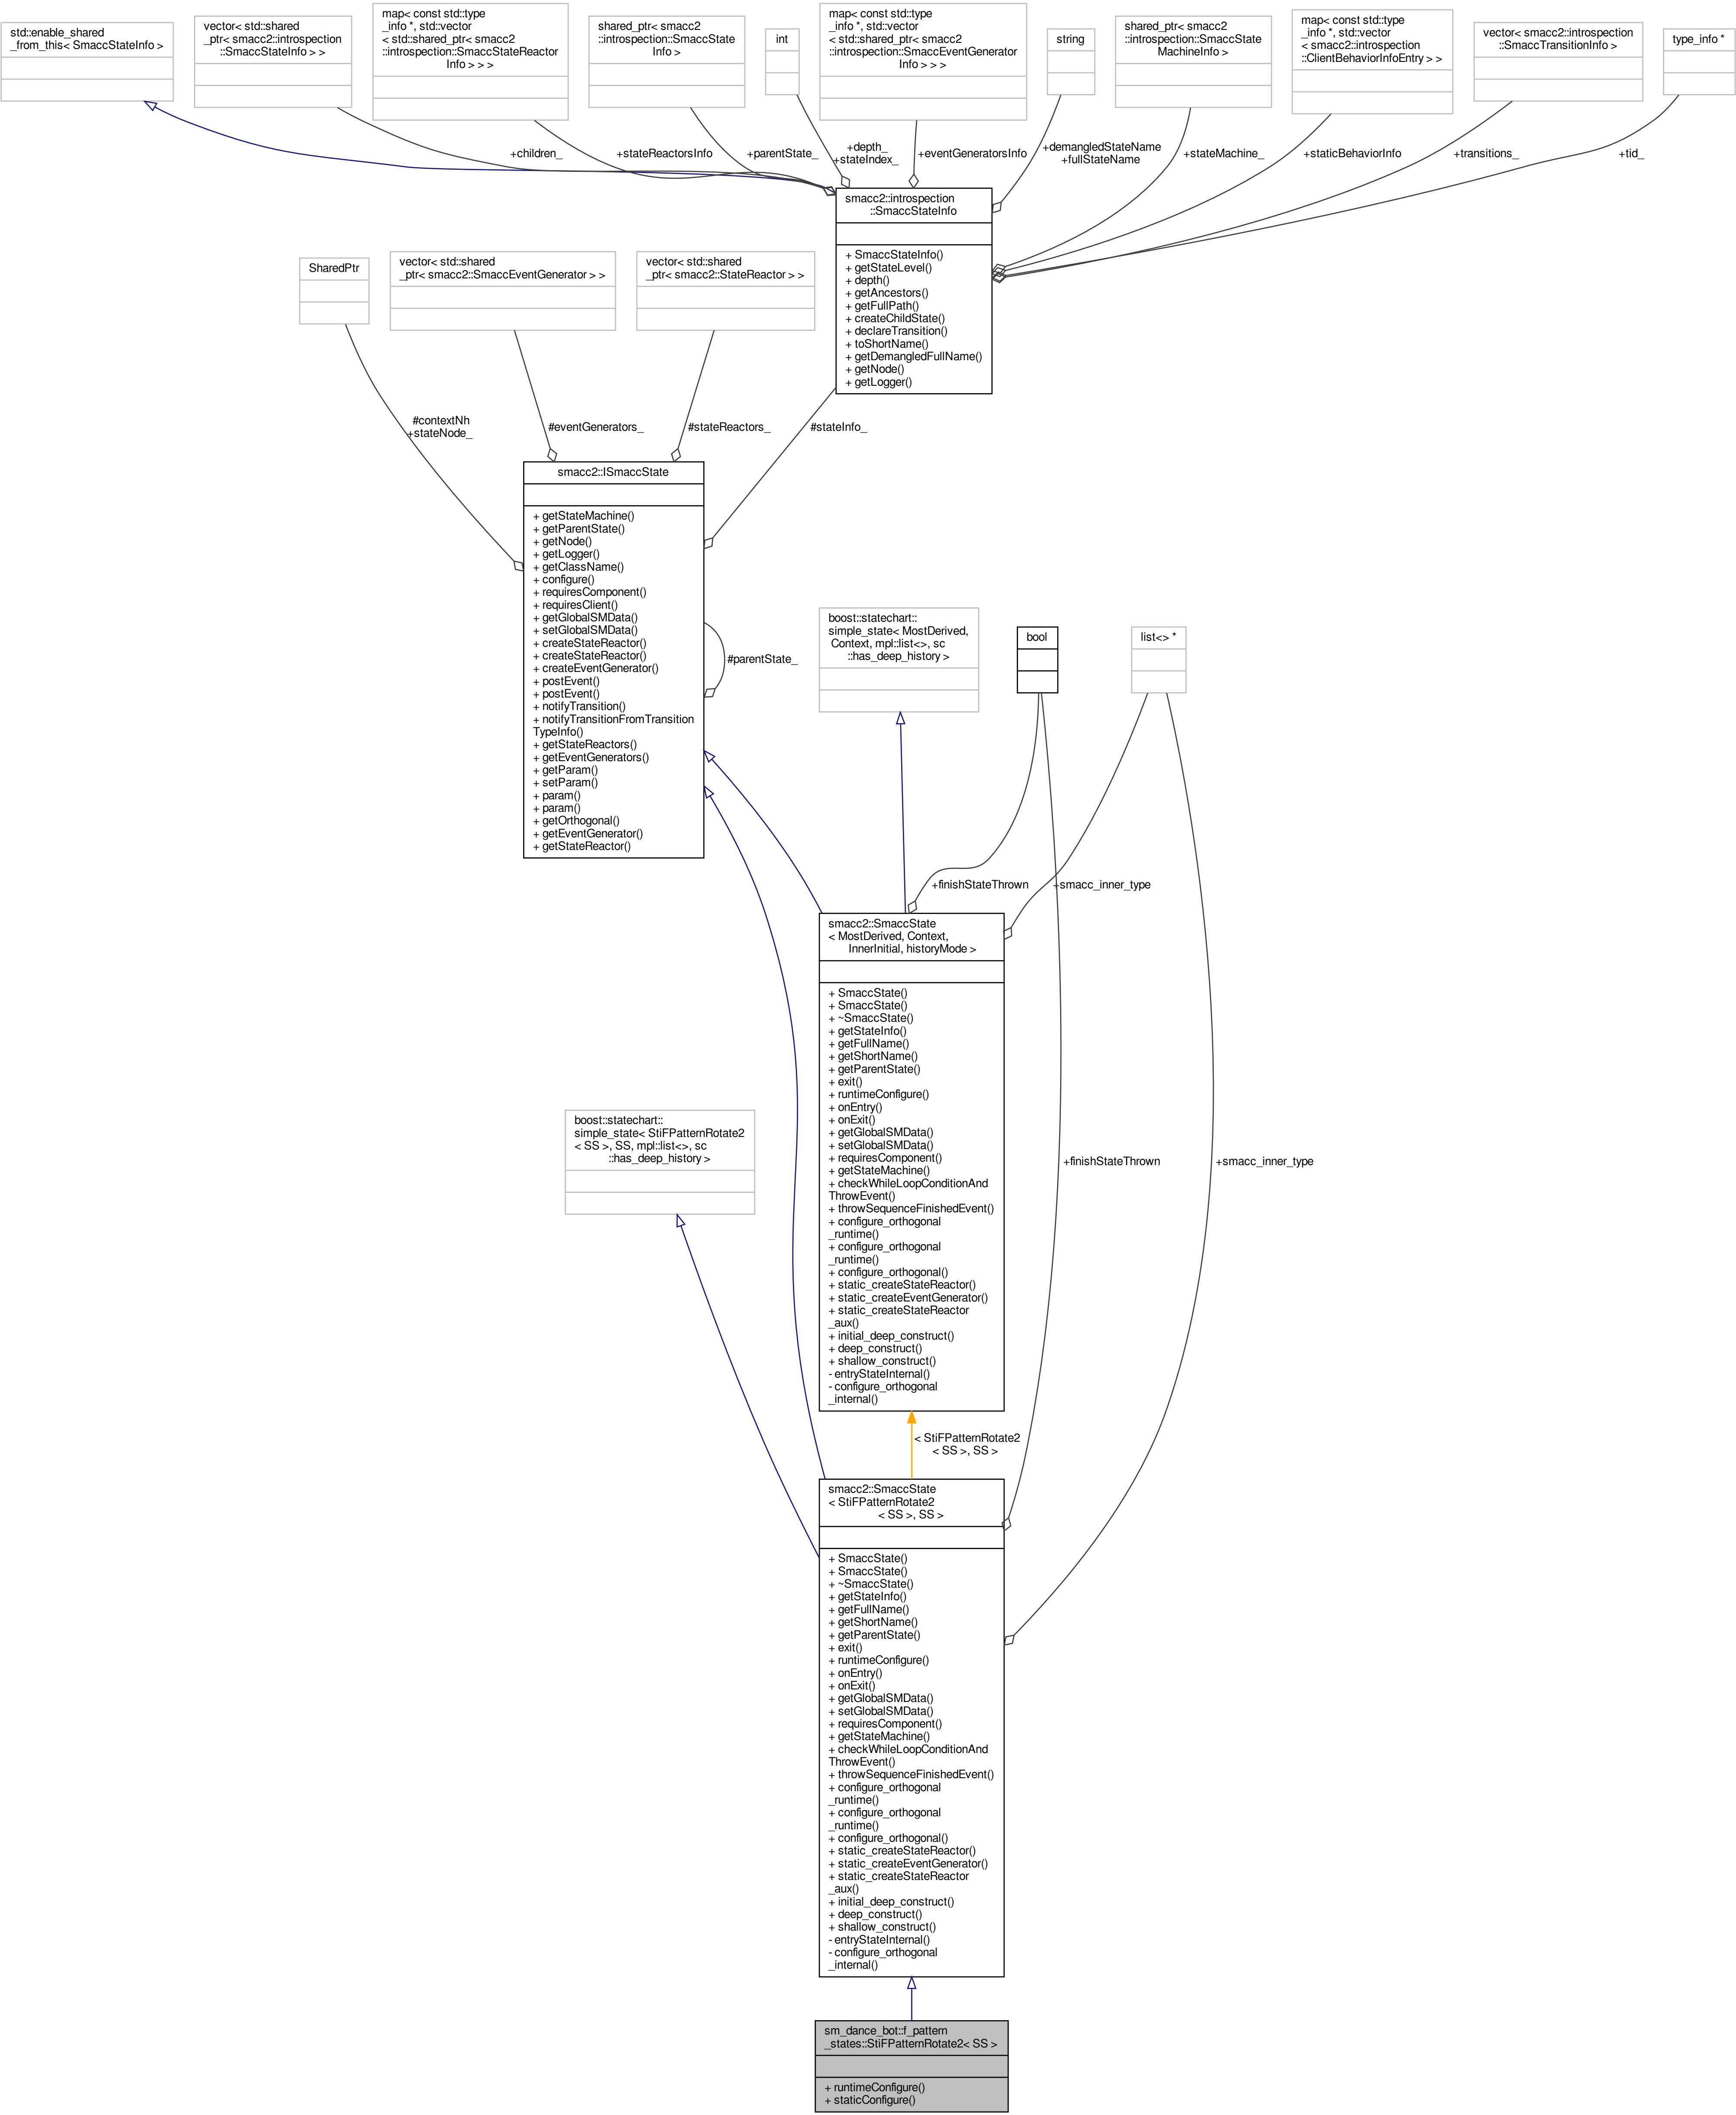 std::enable_shared
_from_this< SmaccStateInfo >
vector< std::shared
_ptr< smacc2::introspection
::SmaccStateInfo > >
map< const std::type
_info *, std::vector
< std::shared_ptr< smacc2
::introspection::SmaccStateReactor
Info > > >
shared_ptr< smacc2
::introspection::SmaccState
Info >
int
map< const std::type
_info *, std::vector
< std::shared_ptr< smacc2
::introspection::SmaccEventGenerator
Info > > >
string
shared_ptr< smacc2
::introspection::SmaccState
MachineInfo >
map< const std::type
_info *, std::vector
< smacc2::introspection
::ClientBehaviorInfoEntry > >
vector< smacc2::introspection
::SmaccTransitionInfo >
type_info *
+children_
+stateReactorsInfo
+parentState_
+depth_
+stateIndex_
+eventGeneratorsInfo
+demangledStateName
+fullStateName
+stateMachine_
+staticBehaviorInfo
+transitions_
+tid_
smacc2::introspection
::SmaccStateInfo
+ SmaccStateInfo()
+ getStateLevel()
+ depth()
+ getAncestors()
+ getFullPath()
+ createChildState()
+ declareTransition()
+ toShortName()
+ getDemangledFullName()
+ getNode()
+ getLogger()
SharedPtr
vector< std::shared
_ptr< smacc2::SmaccEventGenerator > >
vector< std::shared
_ptr< smacc2::StateReactor > >
#contextNh
+stateNode_
#eventGenerators_
#stateReactors_
#stateInfo_
smacc2::ISmaccState
+ getStateMachine()
+ getParentState()
+ getNode()
+ getLogger()
+ getClassName()
+ configure()
+ requiresComponent()
+ requiresClient()
+ getGlobalSMData()
+ setGlobalSMData()
+ createStateReactor()
+ createStateReactor()
+ createEventGenerator()
+ postEvent()
+ postEvent()
+ notifyTransition()
+ notifyTransitionFromTransition
TypeInfo()
+ getStateReactors()
+ getEventGenerators()
+ getParam()
+ setParam()
+ param()
+ param()
+ getOrthogonal()
+ getEventGenerator()
+ getStateReactor()
#parentState_
boost::statechart::
simple_state< MostDerived,
Context, mpl::list<>, sc
::has_deep_history >
bool
list<> *
+finishStateThrown
+smacc_inner_type
smacc2::SmaccState
< MostDerived, Context,
InnerInitial, historyMode >
+ SmaccState()
+ SmaccState()
+ ~SmaccState()
+ getStateInfo()
+ getFullName()
+ getShortName()
+ getParentState()
+ exit()
+ runtimeConfigure()
+ onEntry()
+ onExit()
+ getGlobalSMData()
+ setGlobalSMData()
+ requiresComponent()
+ getStateMachine()
+ checkWhileLoopConditionAnd
ThrowEvent()
+ throwSequenceFinishedEvent()
+ configure_orthogonal
_runtime()
+ configure_orthogonal
_runtime()
+ configure_orthogonal()
+ static_createStateReactor()
+ static_createEventGenerator()
+ static_createStateReactor
_aux()
+ initial_deep_construct()
+ deep_construct()
+ shallow_construct()
- entryStateInternal()
- configure_orthogonal
_internal()
boost::statechart::
simple_state< StiFPatternRotate2
< SS >, SS, mpl::list<>, sc
::has_deep_history >
+finishStateThrown
+smacc_inner_type
< StiFPatternRotate2
< SS >, SS >
smacc2::SmaccState
< StiFPatternRotate2
< SS >, SS >
+ SmaccState()
+ SmaccState()
+ ~SmaccState()
+ getStateInfo()
+ getFullName()
+ getShortName()
+ getParentState()
+ exit()
+ runtimeConfigure()
+ onEntry()
+ onExit()
+ getGlobalSMData()
+ setGlobalSMData()
+ requiresComponent()
+ getStateMachine()
+ checkWhileLoopConditionAnd
ThrowEvent()
+ throwSequenceFinishedEvent()
+ configure_orthogonal
_runtime()
+ configure_orthogonal
_runtime()
+ configure_orthogonal()
+ static_createStateReactor()
+ static_createEventGenerator()
+ static_createStateReactor
_aux()
+ initial_deep_construct()
+ deep_construct()
+ shallow_construct()
- entryStateInternal()
- configure_orthogonal
_internal()
sm_dance_bot::f_pattern
_states::StiFPatternRotate2< SS >
+ runtimeConfigure()
+ staticConfigure()